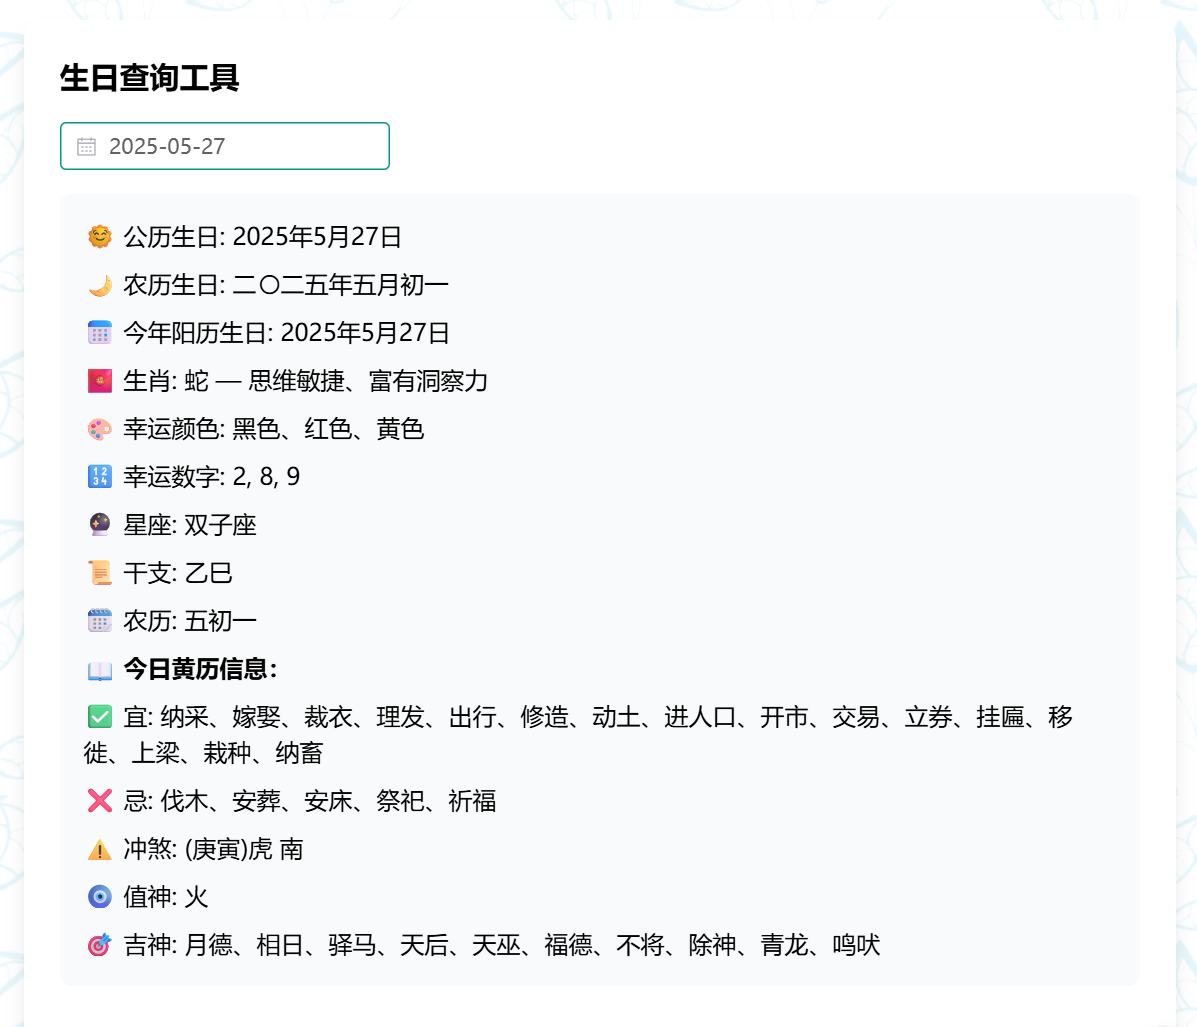 生日查询工具
2025-05-27
公历生日: 2025年5月27日
农历生日: 二〇二五年五月初一
今年阳历生日: 2025年5月27日
生肖: 蛇 — 思维敏捷、富有洞察力
幸运颜色: 黑色、红色、黄色
幸运数字: 2, 8, 9
星座: 双子座
干支: 乙巳
农历: 五初一
今日黄历信息：
宜: 纳采、嫁娶、裁衣、理发、出行、修造、动土、进人口、开市、交易、立券、挂匾、移
徙、上梁、栽种、纳畜
忌: 伐木、安葬、安床、祭祀、祈福
冲煞: (庚寅)虎 南
值神: 火
吉神: 月德、相日、驿马、天后、天巫、福德、不将、除神、青龙、鸣吠